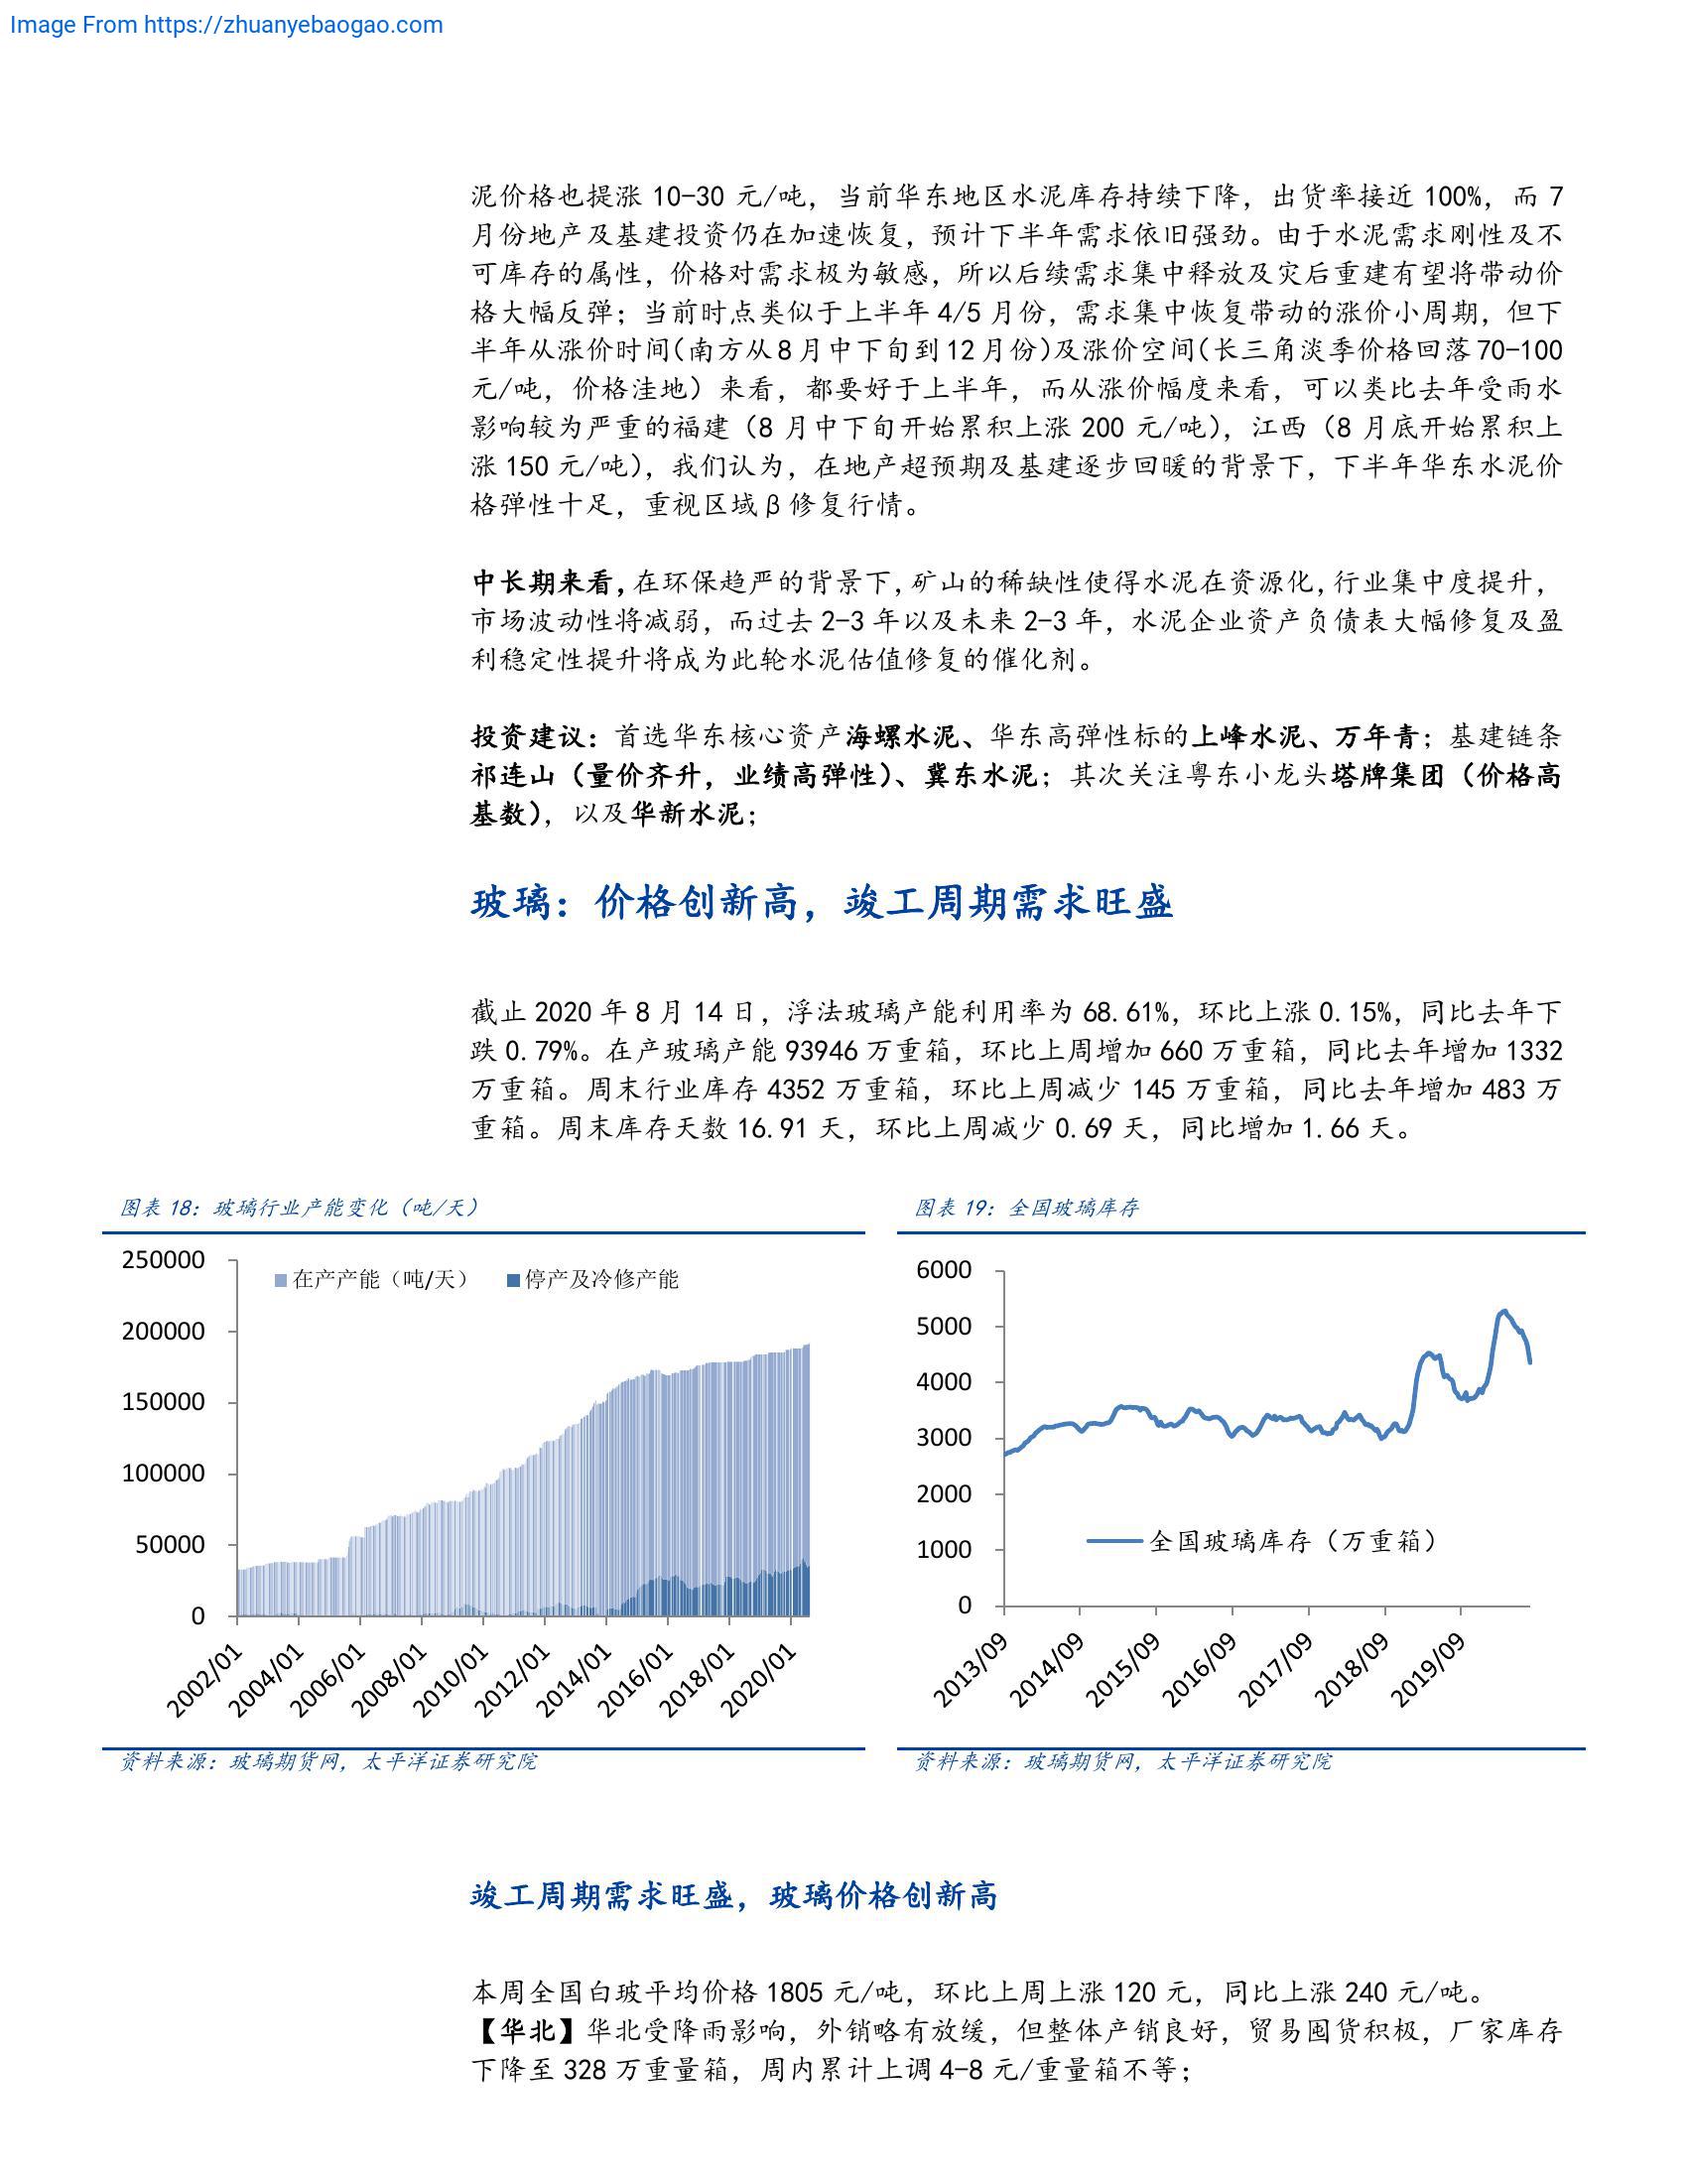 Image From https://zhuanyebaogao.com
泥价格也提涨 10-30 元/吨，当前华东地区水泥库存持续下降，出货率接近 100%，而 7
月份地产及基建投资仍在加速恢复，预计下半年需求依旧强劲。由于水泥需求刚性及不
可库存的属性，价格对需求极为敏感，所以后续需求集中释放及灾后重建有望将带动价
格大幅反弹；当前时点类似于上半年 4/5 月份，需求集中恢复带动的涨价小周期，但下
半年从涨价时间（南方从 8 月中下旬到 12 月份）及涨价空间（长三角淡季价格回落 70-100
元/吨，价格洼地）来看，都要好于上半年，而从涨价幅度来看，可以类比去年受雨水
影响较为严重的福建（8 月中下旬开始累积上涨 200 元/吨），江西（8 月底开始累积上
涨 150 元/吨），我们认为，在地产超预期及基建逐步回暖的背景下，下半年华东水泥价
格弹性十足，重视区域 β 修复行情。
中长期来看，在环保趋严的背景下，矿山的稀缺性使得水泥在资源化，行业集中度提升，
市场波动性将减弱，而过去 2-3 年以及未来 2-3 年，水泥企业资产负债表大幅修复及盈
利稳定性提升将成为此轮水泥估值修复的催化剂。
投资建议：首选华东核心资产海螺水泥、华东高弹性标的上峰水泥、万年青；基建链条
祁连山（量价齐升，业绩高弹性）、冀东水泥；其次关注粤东小龙头塔牌集团（价格高
基数），以及华新水泥；
玻璃：价格创新高，竣工周期需求旺盛
截止 2020 年 8 月 14 日，浮法玻璃产能利用率为 68.61%，环比上涨 0.15%，同比去年下
跌 0.79%。在产玻璃产能 93946 万重箱，环比上周增加 660 万重箱，同比去年增加 1332
万重箱。周末行业库存 4352 万重箱，环比上周减少 145 万重箱，同比去年增加 483 万
重箱。周末库存天数 16.91 天，环比上周减少 0.69 天，同比增加 1.66 天。
图表 18：玻璃行业产能变化（吨/天）
250000
200000
150000
100000
50000
0
在产产能（吨/天） 停产及冷修产能
2002/01 2004/01 2006/01 2008/01 2010/01 2012/01 2014/01 2016/01 2018/01 2020/01
资料来源：玻璃期货网，太平洋证券研究院
图表 19：全国玻璃库存
6000
5000
4000
3000
2000
1000
0
全国玻璃库存（万重箱）
2013/09 2014/09 2015/09 2016/09 2017/09 2018/09 2019/09
资料来源：玻璃期货网，太平洋证券研究院
竣工周期需求旺盛，玻璃价格创新高
本周全国白玻平均价格 1805 元/吨，环比上周上涨 120 元，同比上涨 240 元/吨。
【华北】华北受降雨影响，外销略有放缓，但整体产销良好，贸易囤货积极，厂家库存
下降至 328 万重量箱，周内累计上调 4-8 元/重量箱不等；